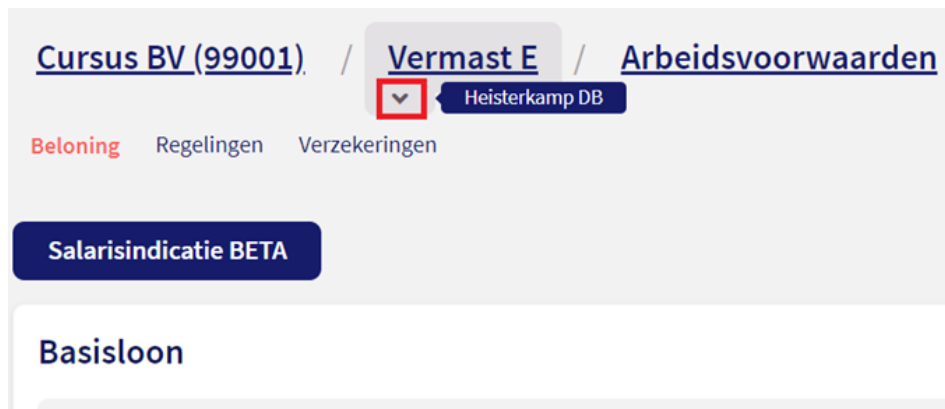 Cursus BV (99001) / Vermast E / Arbeidsvoorwaarden
Heisterkamp DB
Beloning Regelingen Verzekeringen
Salarisindicatie BETA
Basisloon